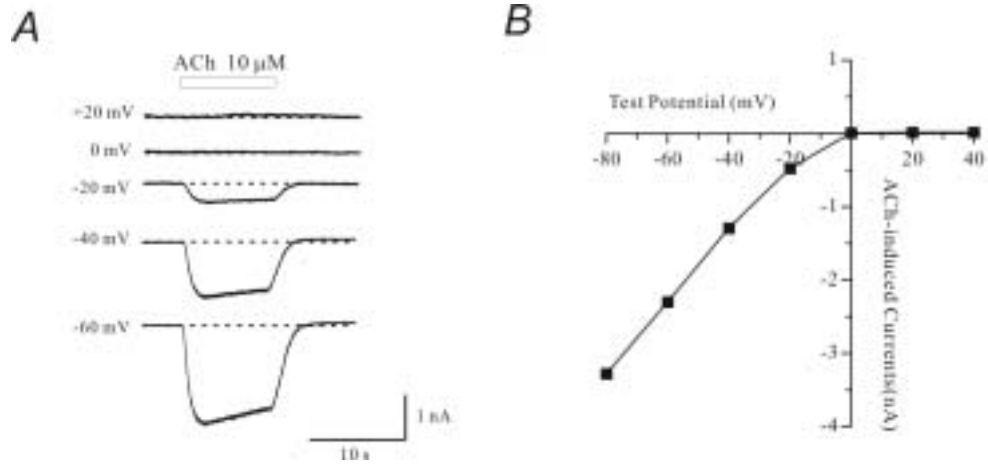 A
ACh 10 μM
+20 mV
0 mV
-20 mV
-40 mV
-60 mV
1 nA
10 s
B
1
Test Potential (mV)
-80 -60 -40 -20 20 40
-1
-2
-3
-4
ACh-induced Currents(nA)